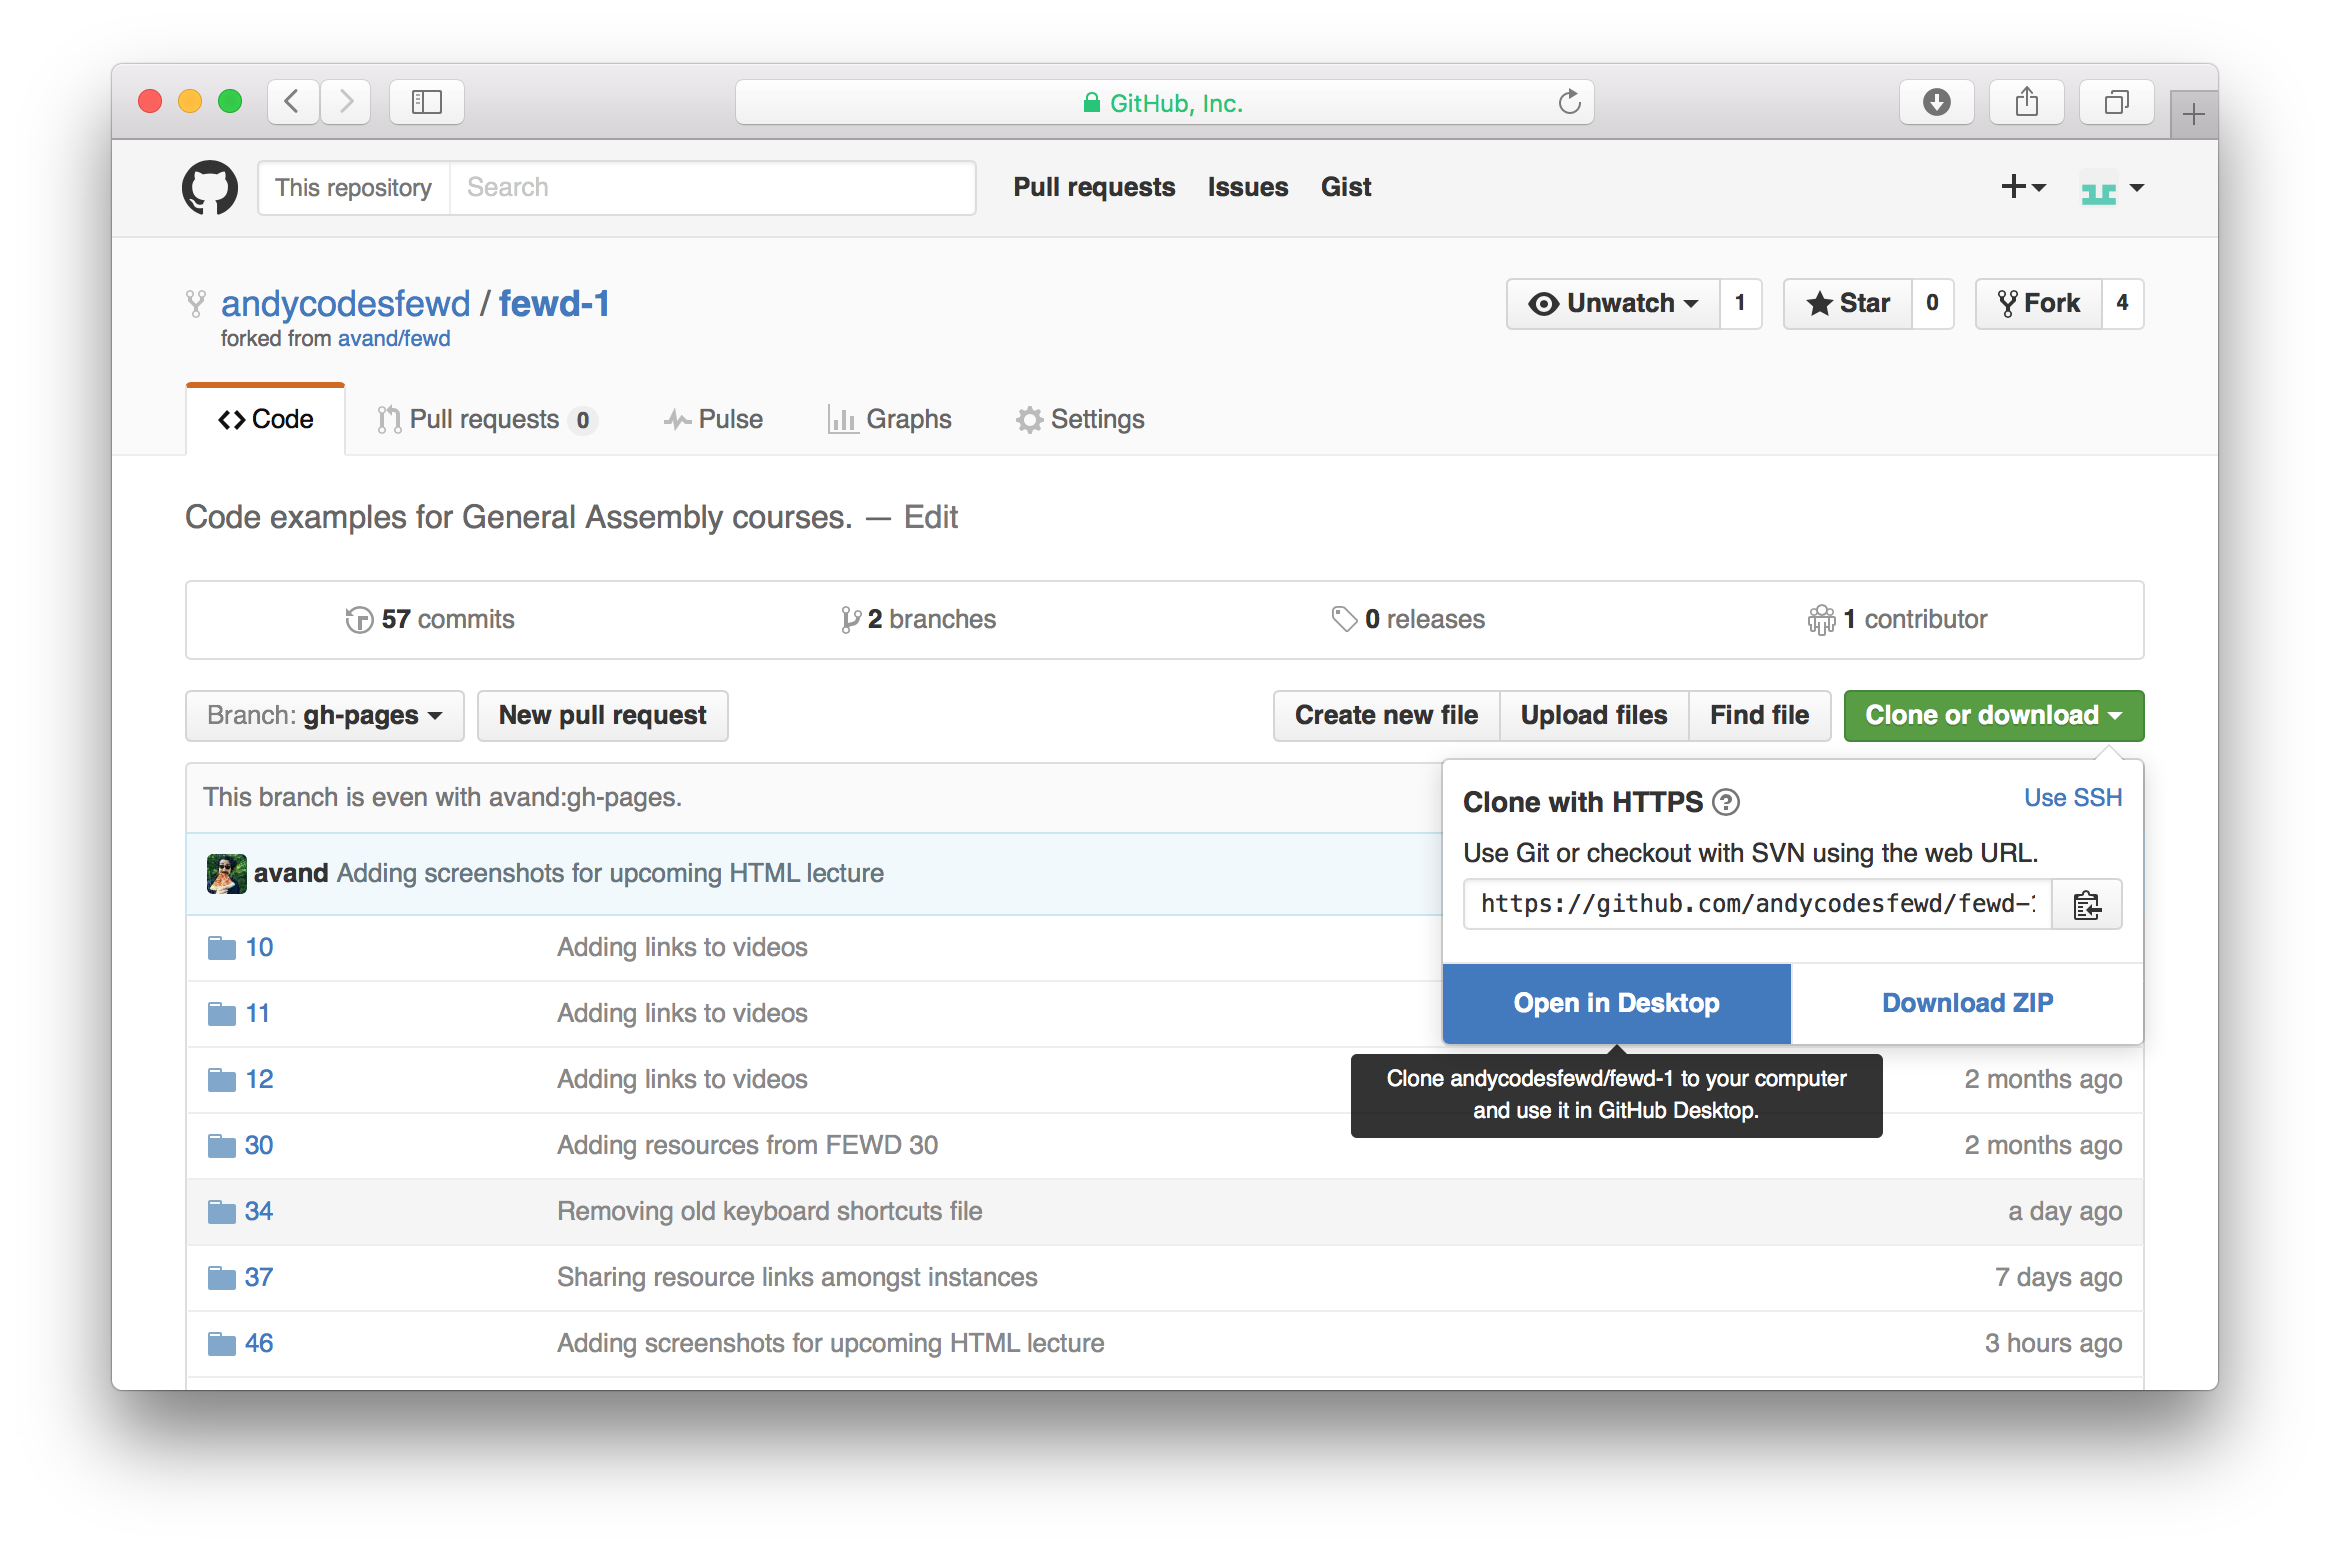 GitHub, Inc.
This repository Search Pull requests Issues Gist
andycodesfewd / fewd-1 Unwatch 1 Star 0 Fork 4
forked from avand/fewd
Code Pull requests 0 Pulse Graphs Settings
Code examples for General Assembly courses. — Edit
57 commits 2 branches 0 releases 1 contributor
Branch: gh-pages New pull request Create new file Upload files Find file Clone or download
This branch is even with avand:gh-pages.
Clone with HTTPS Use SSH
Use Git or checkout with SVN using the web URL.
https://github.com/andycodesfewd/fewd-1
Open in Desktop Download ZIP
Clone andycodesfewd/fewd-1 to your computer
and use it in GitHub Desktop.
avand Adding screenshots for upcoming HTML lecture
10 Adding links to videos
11 Adding links to videos
12 Adding links to videos 2 months ago
30 Adding resources from FEWD 30 2 months ago
34 Removing old keyboard shortcuts file a day ago
37 Sharing resource links amongst instances 7 days ago
46 Adding screenshots for upcoming HTML lecture 3 hours ago